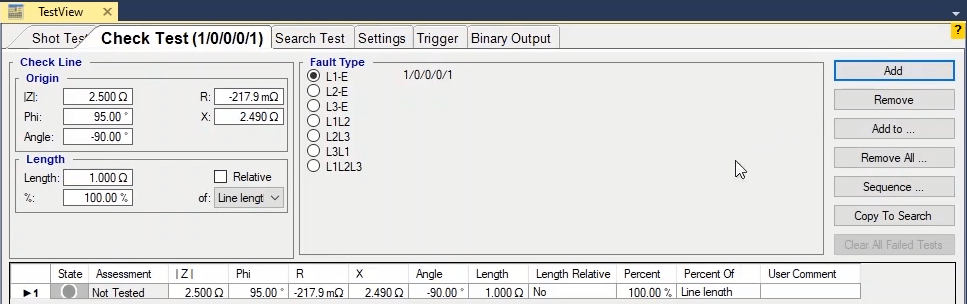 TestView
?
Shot Test Check Test (1/0/0/0/1) Search Test Settings Trigger Binary Output
Check Line
Origin
|Z|: 2.500 Ω R: -217.9 mΩ
Phi: 95.00 ° X: 2.490 Ω
Angle: -90.00 °
Length
Length: 1.000 Ω Relative
%: 100.00 % of: Line lengt
Fault Type
L1-E 1/0/0/0/1
L2-E
L3-E
L1L2
L2L3
L3L1
L1L2L3
Add
Remove
Add to ...
Remove All ...
Sequence ...
Copy To Search
Clear All Failed Tests
State Assessment | Z | Phi R X Angle Length Length Relative Percent Percent Of User Comment
1 Not Tested 2.500 Ω 95.00 ° -217.9 mΩ 2.490 Ω -90.00 ° 1.000 Ω No 100.00 % Line length